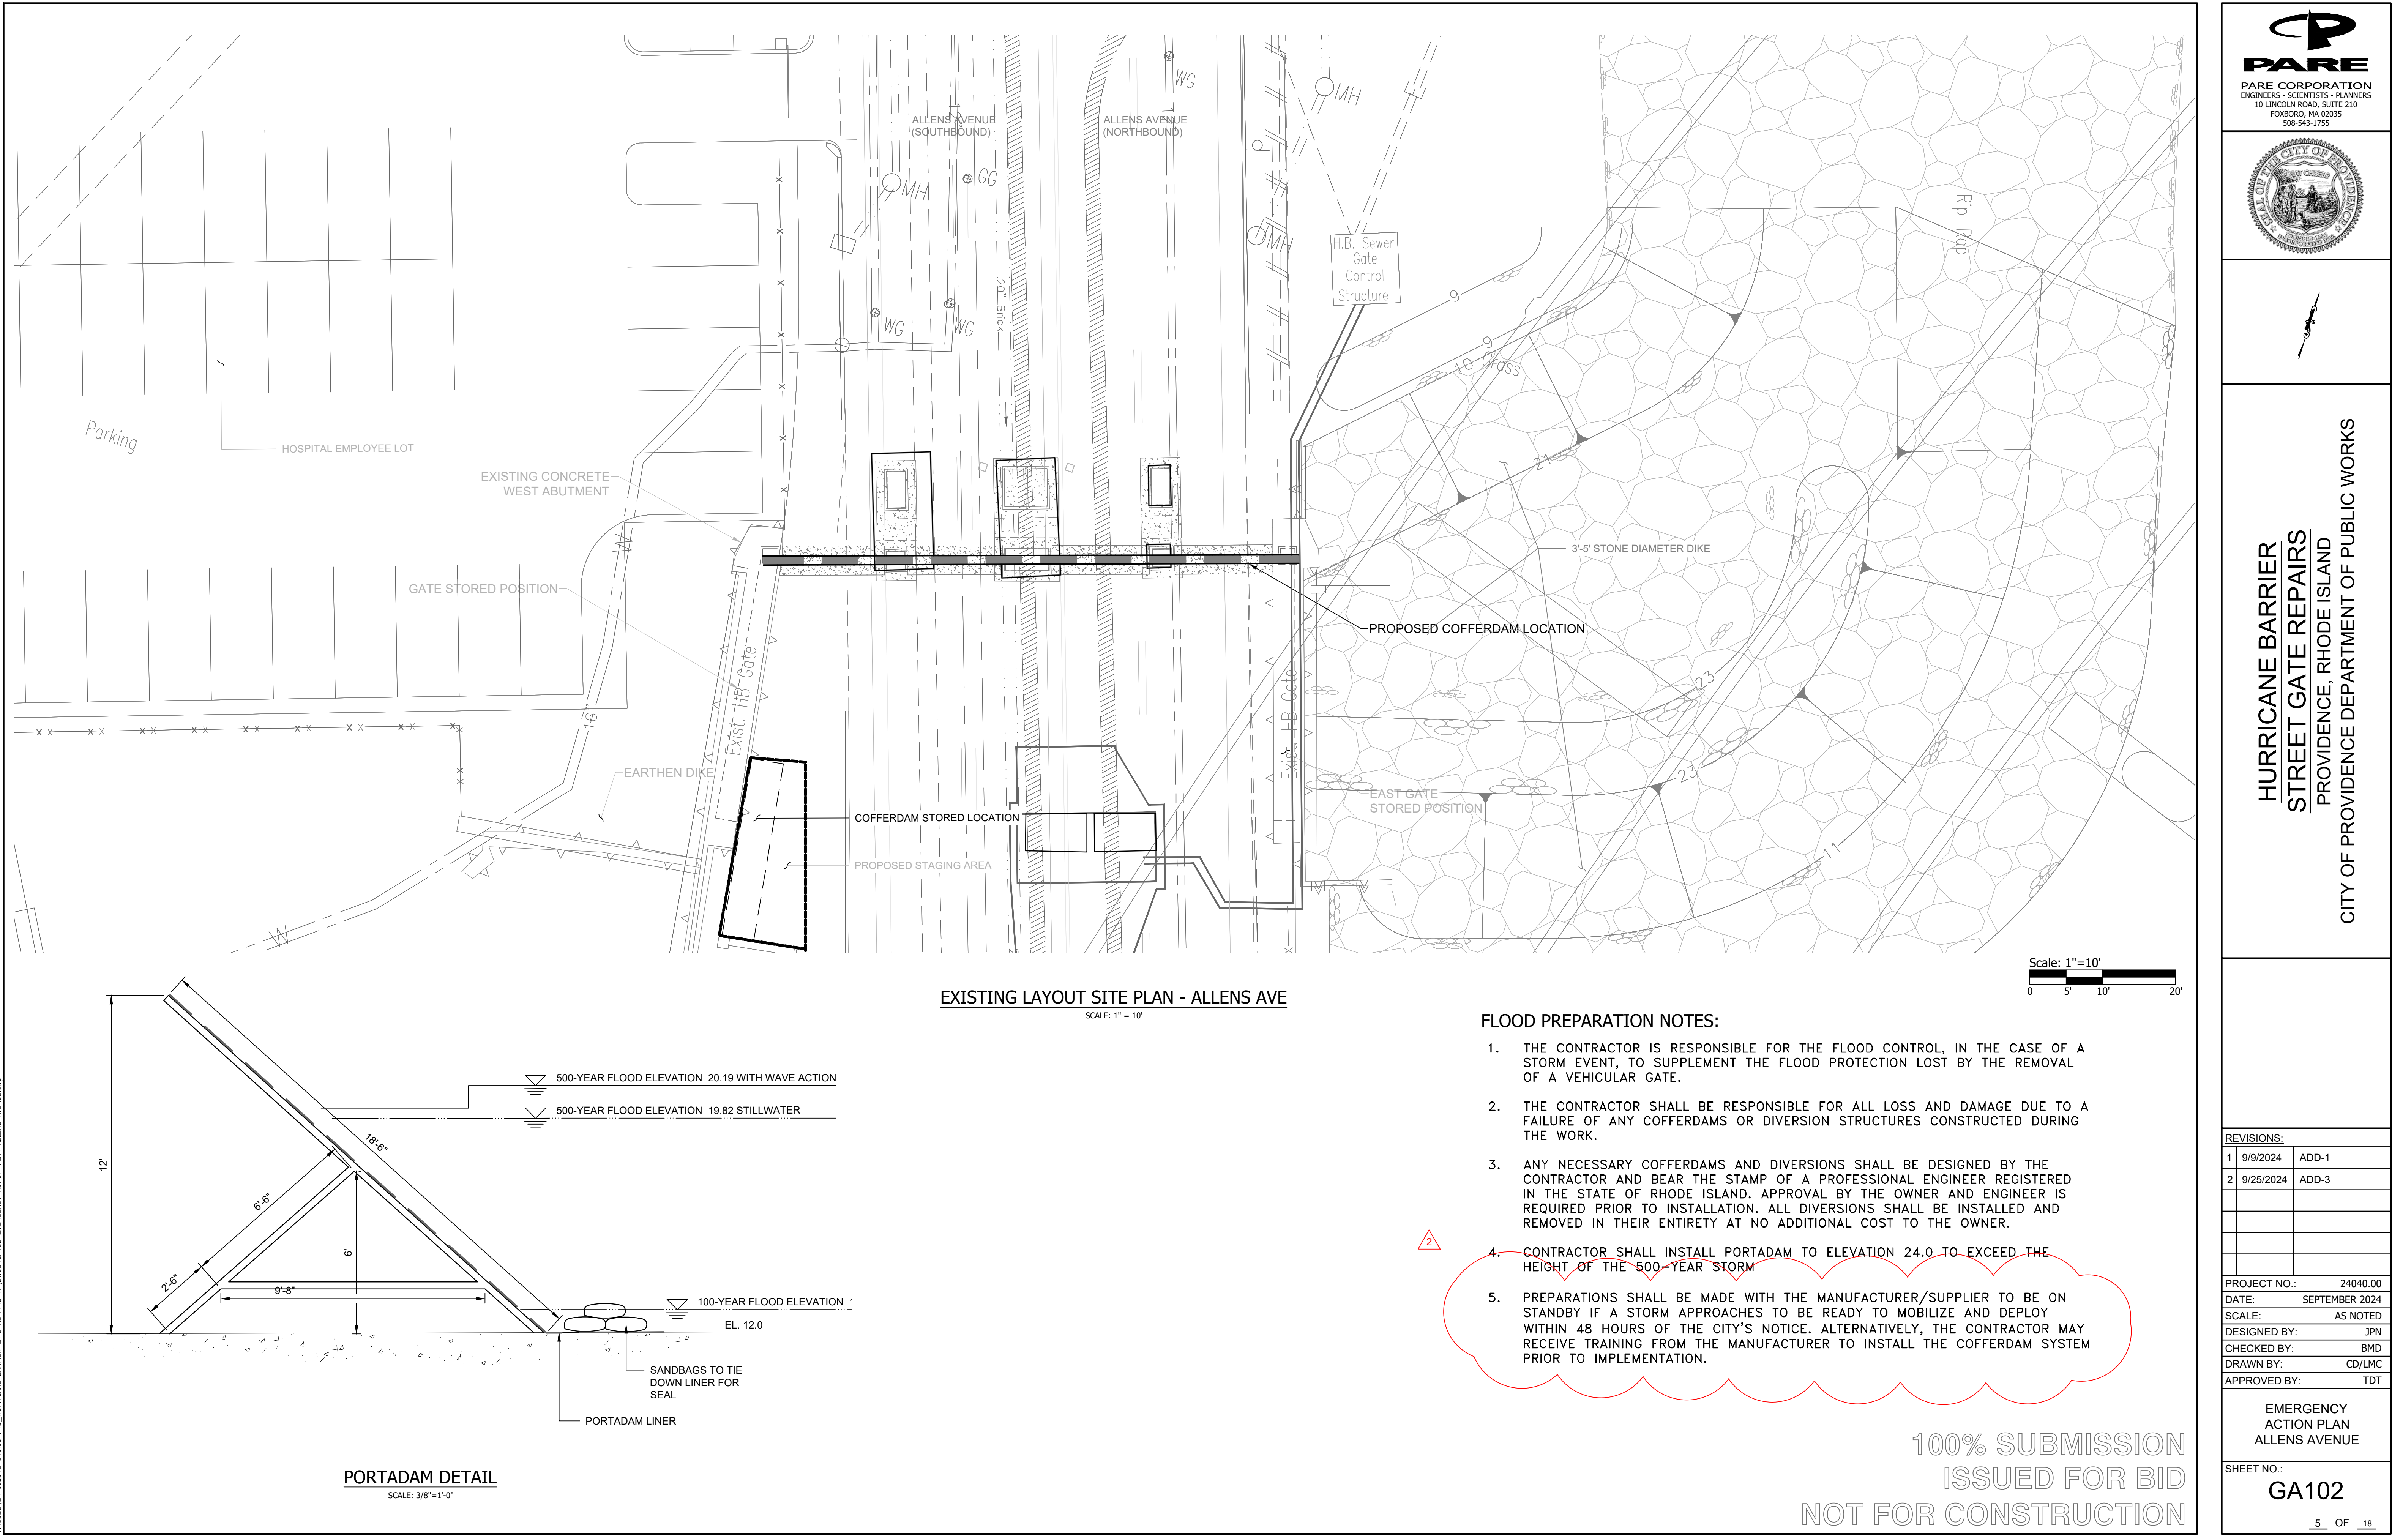 ALLENS AVENUE
(SOUTHBOUND)
ALLENS AVENUE
(NORTHBOUND)
WG
MH
GG
MH
MH
20" Brick
WG
WG
H.B. Sewer
Gate
Control
Structure
Rip-Rap
9
9
10
Grass
21
Parking
HOSPITAL EMPLOYEE LOT
EXISTING CONCRETE
WEST ABUTMENT
W
GATE STORED POSITION
3'-5' STONE DIAMETER DIKE
PROPOSED COFFERDAM LOCATION
Exist. HB Gate
Exist. HB Gate
16"
23
23
EARTHEN DIKE
EAST GATE
STORED POSITION
COFFERDAM STORED LOCATION
PROPOSED STAGING AREA
11
W
EXISTING LAYOUT SITE PLAN - ALLENS AVE
SCALE: 1" = 10'
Scale: 1"=10'
0 5' 10' 20'
12'
18'-6"
6'-6"
2'-6"
6'
9'-8"
500-YEAR FLOOD ELEVATION 20.19 WITH WAVE ACTION
500-YEAR FLOOD ELEVATION 19.82 STILLWATER
100-YEAR FLOOD ELEVATION
EL. 12.0
SANDBAGS TO TIE
DOWN LINER FOR
SEAL
PORTADAM LINER
PORTADAM DETAIL
SCALE: 3/8"=1'-0"
FLOOD PREPARATION NOTES:
1. THE CONTRACTOR IS RESPONSIBLE FOR THE FLOOD CONTROL, IN THE CASE OF A
STORM EVENT, TO SUPPLEMENT THE FLOOD PROTECTION LOST BY THE REMOVAL
OF A VEHICULAR GATE.
2. THE CONTRACTOR SHALL BE RESPONSIBLE FOR ALL LOSS AND DAMAGE DUE TO A
FAILURE OF ANY COFFERDAMS OR DIVERSION STRUCTURES CONSTRUCTED DURING
THE WORK.
3. ANY NECESSARY COFFERDAMS AND DIVERSIONS SHALL BE DESIGNED BY THE
CONTRACTOR AND BEAR THE STAMP OF A PROFESSIONAL ENGINEER REGISTERED
IN THE STATE OF RHODE ISLAND. APPROVAL BY THE OWNER AND ENGINEER IS
REQUIRED PRIOR TO INSTALLATION. ALL DIVERSIONS SHALL BE INSTALLED AND
REMOVED IN THEIR ENTIRETY AT NO ADDITIONAL COST TO THE OWNER.
2
4. CONTRACTOR SHALL INSTALL PORTADAM TO ELEVATION 24.0 TO EXCEED THE
HEIGHT OF THE 500-YEAR STORM
5. PREPARATIONS SHALL BE MADE WITH THE MANUFACTURER/SUPPLIER TO BE ON
STANDBY IF A STORM APPROACHES TO BE READY TO MOBILIZE AND DEPLOY
WITHIN 48 HOURS OF THE CITY'S NOTICE. ALTERNATIVELY, THE CONTRACTOR MAY
RECEIVE TRAINING FROM THE MANUFACTURER TO INSTALL THE COFFERDAM SYSTEM
PRIOR TO IMPLEMENTATION.
100% SUBMISSION
ISSUED FOR BID
NOT FOR CONSTRUCTION
PARE
PARE CORPORATION
ENGINEERS - SCIENTISTS - PLANNERS
10 LINCOLN ROAD, SUITE 210
FOXBORO, MA 02035
508-543-1755
SEAL OF THE CITY OF PROVIDENCE
WHAT CHEER
FOUNDED 1636
INCORPORATED 1832
HURRICANE BARRIER
STREET GATE REPAIRS
PROVIDENCE, RHODE ISLAND
CITY OF PROVIDENCE DEPARTMENT OF PUBLIC WORKS
REVISIONS:
1 9/9/2024 ADD-1
2 9/25/2024 ADD-3
PROJECT NO.: 24040.00
DATE: SEPTEMBER 2024
SCALE: AS NOTED
DESIGNED BY: JPN
CHECKED BY: BMD
DRAWN BY: CD/LMC
APPROVED BY: TDT
EMERGENCY
ACTION PLAN
ALLENS AVENUE
SHEET NO.:
GA102
5 OF 18